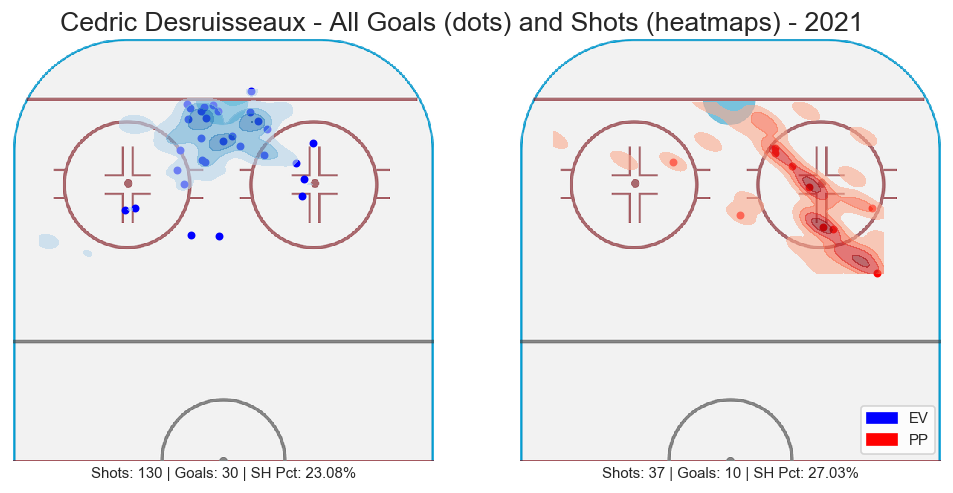 Cedric Desruisseaux - All Goals (dots) and Shots (heatmaps) - 2021
EV
PP
Shots: 130 | Goals: 30 | SH Pct: 23.08%
Shots: 37 | Goals: 10 | SH Pct: 27.03%